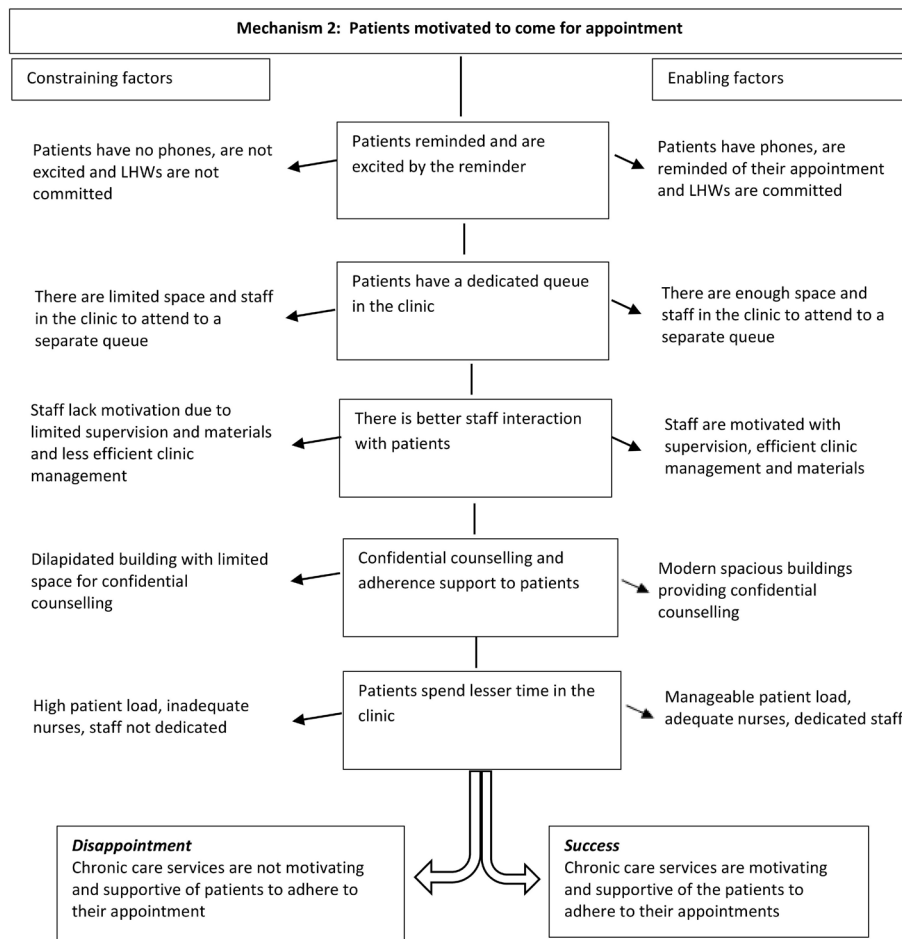 Mechanism 2:  Patients motivated to come for appointment
Constraining factors
Enabling factors
Patients have no phones, are not
excited and LHWs are not
committed
Patients reminded and are
excited by the reminder
Patients have phones, are
reminded of their appointment
and LHWs are committed
There are limited space and staff
in the clinic to attend to a
separate queue
Patients have a dedicated queue
in the clinic
There are enough space and
staff in the clinic to attend to a
separate queue
Staff lack motivation due to
limited supervision and materials
and less efficient clinic
management
There is better staff interaction
with patients
Staff are motivated with
supervision, efficient clinic
management and materials
Dilapidated building with limited
space for confidential
counselling
Confidential counselling and
adherence support to patients
Modern spacious buildings
providing confidential
counselling
High patient load, inadequate
nurses, staff not dedicated
Patients spend lesser time in the
clinic
Manageable patient load,
adequate nurses, dedicated staff
Disappointment
Chronic care services are not motivating
and supportive of patients to adhere to
their appointment
Success
Chronic care services are motivating
and supportive of the patients to
adhere to their appointments